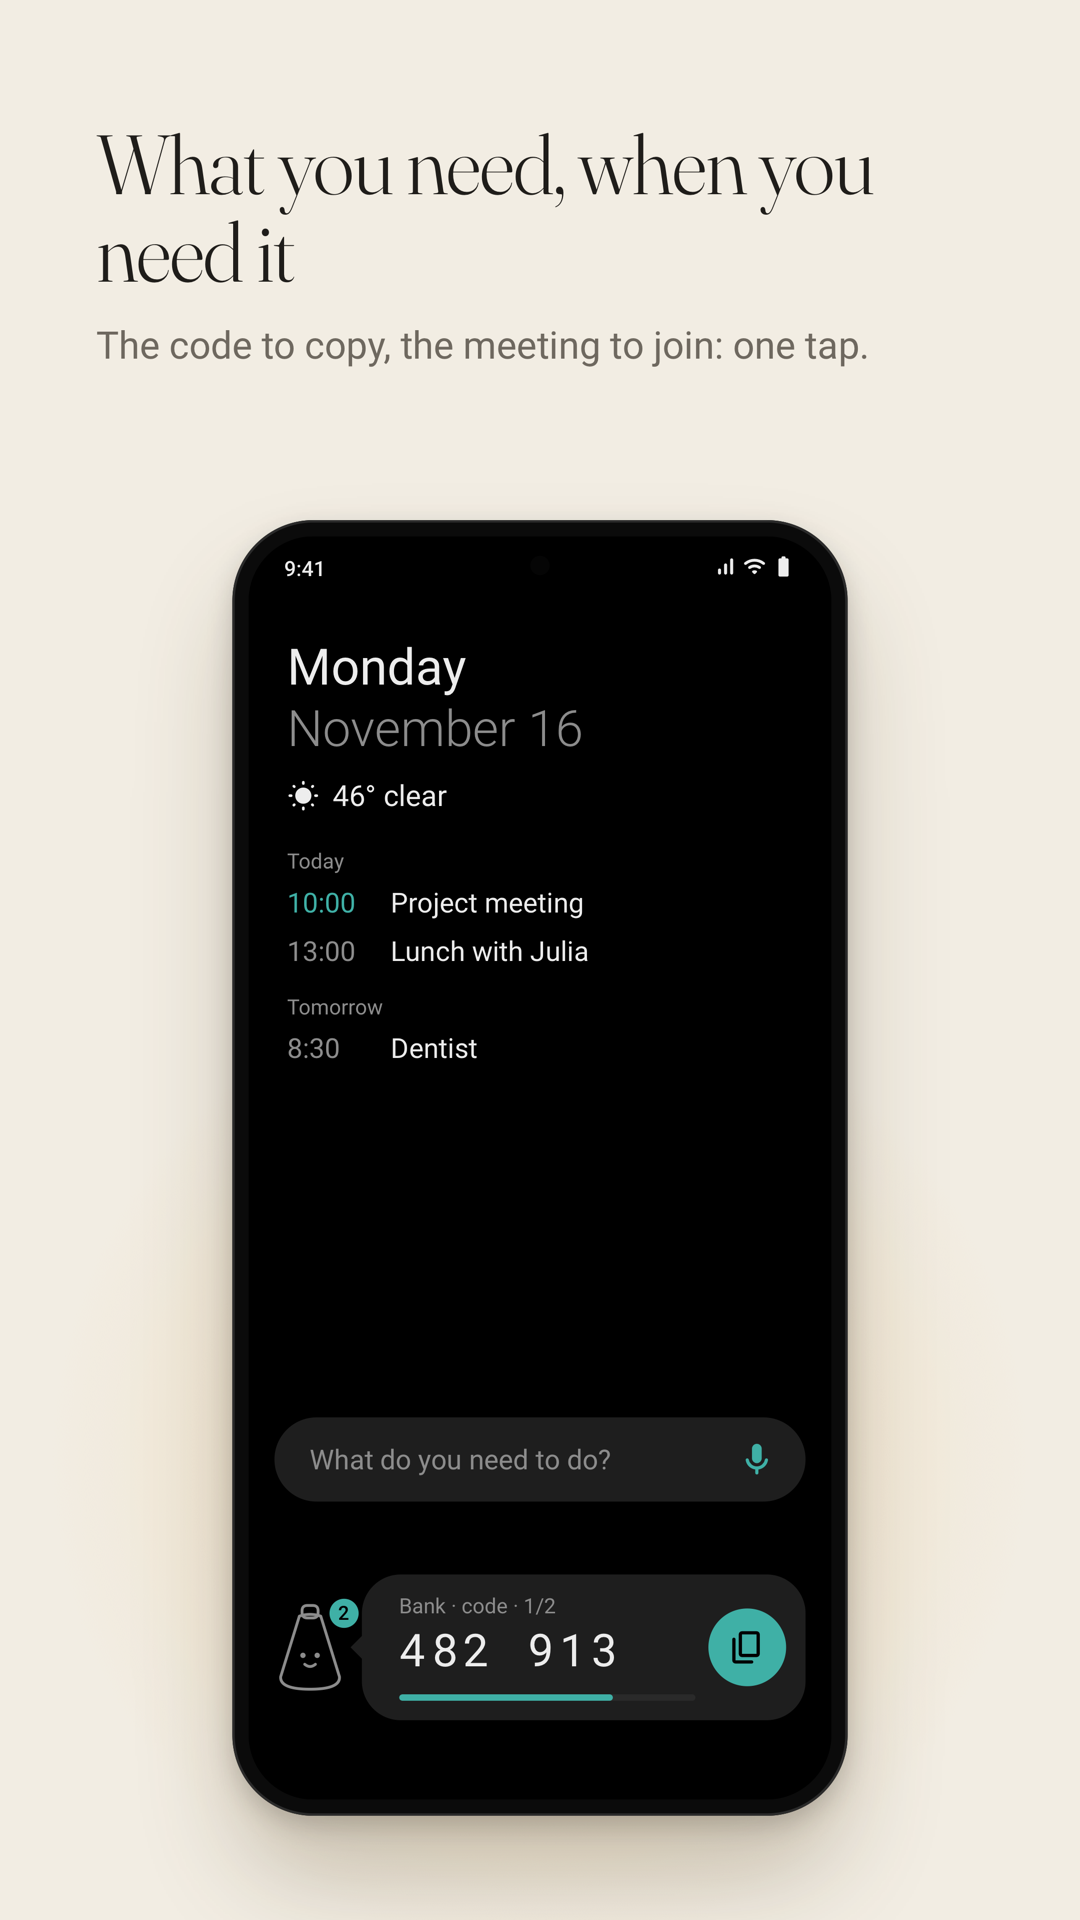 What you need, when you
need it
The code to copy, the meeting to join: one tap.
9:41
Monday
November 16
46° clear
Today
10:00 Project meeting
13:00 Lunch with Julia
Tomorrow
8:30 Dentist
What do you need to do?
2
Bank · code · 1/2
482 913